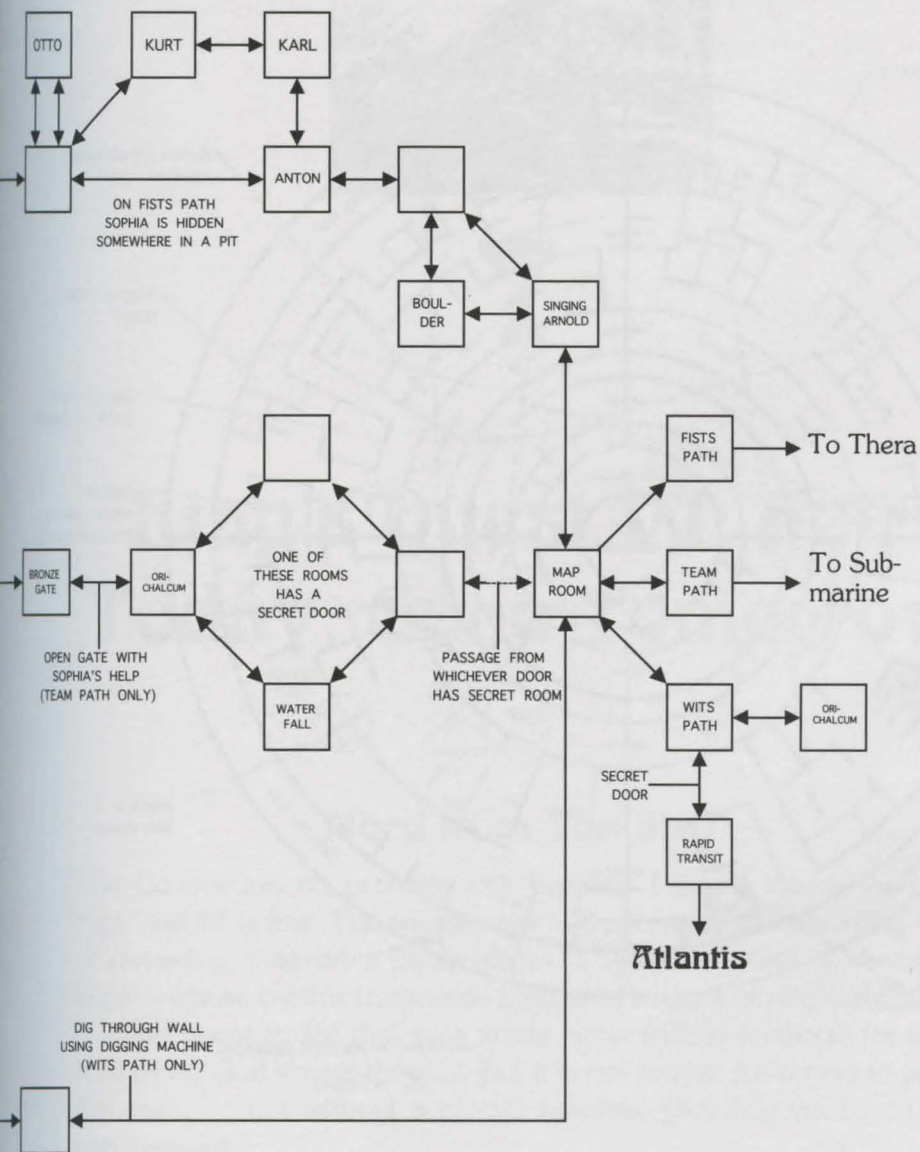 OTTO
KURT
KARL
ANTON
ON FISTS PATH
SOPHIA IS HIDDEN
SOMEWHERE IN A PIT
BOUL-
DER
SINGING
ARNOLD
FISTS
PATH
To Thera
BRONZE
GATE
ORI-
CHALCUM
ONE OF
THESE ROOMS
HAS A
SECRET DOOR
MAP
ROOM
TEAM
PATH
To Sub-
marine
OPEN GATE WITH
SOPHIA'S HELP
(TEAM PATH ONLY)
PASSAGE FROM
WHICHEVER DOOR
HAS SECRET ROOM
WATER
FALL
WITS
PATH
ORI-
CHALCUM
SECRET
DOOR
RAPID
TRANSIT
Atlantis
DIG THROUGH WALL
USING DIGGING MACHINE
(WITS PATH ONLY)